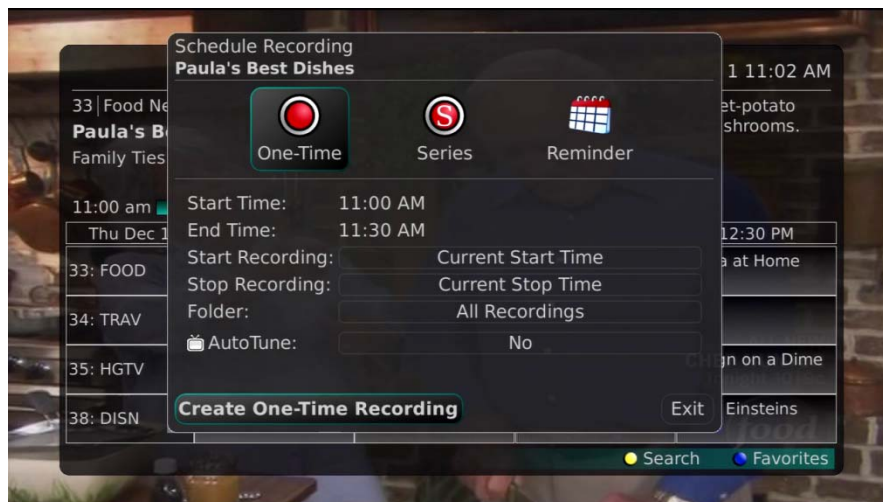 Schedule Recording
Paula's Best Dishes
1 11:02 AM
33 Food Ne
et-potato
Paula's B
shrooms.
Family Ties
One-Time
Series
Reminder
11:00 am
Start Time: 11:00 AM
Thu Dec 1
End Time: 11:30 AM
12:30 PM
Start Recording: Current Start Time
33: FOOD
a at Home
Stop Recording: Current Stop Time
Folder: All Recordings
34: TRAV
AutoTune: No
35: HGTV
gn on a Dime
Create One-Time Recording
Exit
38: DISN
Einsteins
food
Search
Favorites